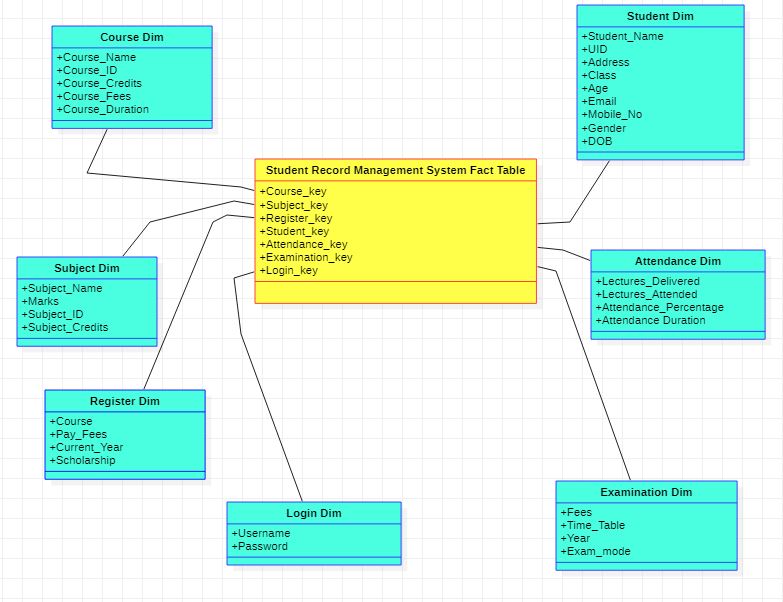 Course Dim
+Course_Name
+Course_ID
+Course_Credits
+Course_Fees
+Course_Duration
Student Dim
+Student_Name
+UID
+Address
+Class
+Age
+Email
+Mobile_No
+Gender
+DOB
Student Record Management System Fact Table
+Course_key
+Subject_key
+Register_key
+Student_key
+Attendance_key
+Examination_key
+Login_key
Subject Dim
+Subject_Name
+Marks
+Subject_ID
+Subject_Credits
Attendance Dim
+Lectures_Delivered
+Lectures_Attended
+Attendance_Percentage
+Attendance Duration
Register Dim
+Course
+Pay_Fees
+Current_Year
+Scholarship
Login Dim
+Username
+Password
Examination Dim
+Fees
+Time_Table
+Year
+Exam_mode